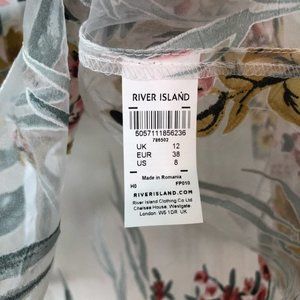 RIVER ISLAND
5057111856236
786502
UK 12
EUR 38
US 8
Made in Romania
H0 FP010
RIVERISLAND.COM
River Island Clothing Co Ltd
Chelsea House, Westgate
London W5 1DR UK